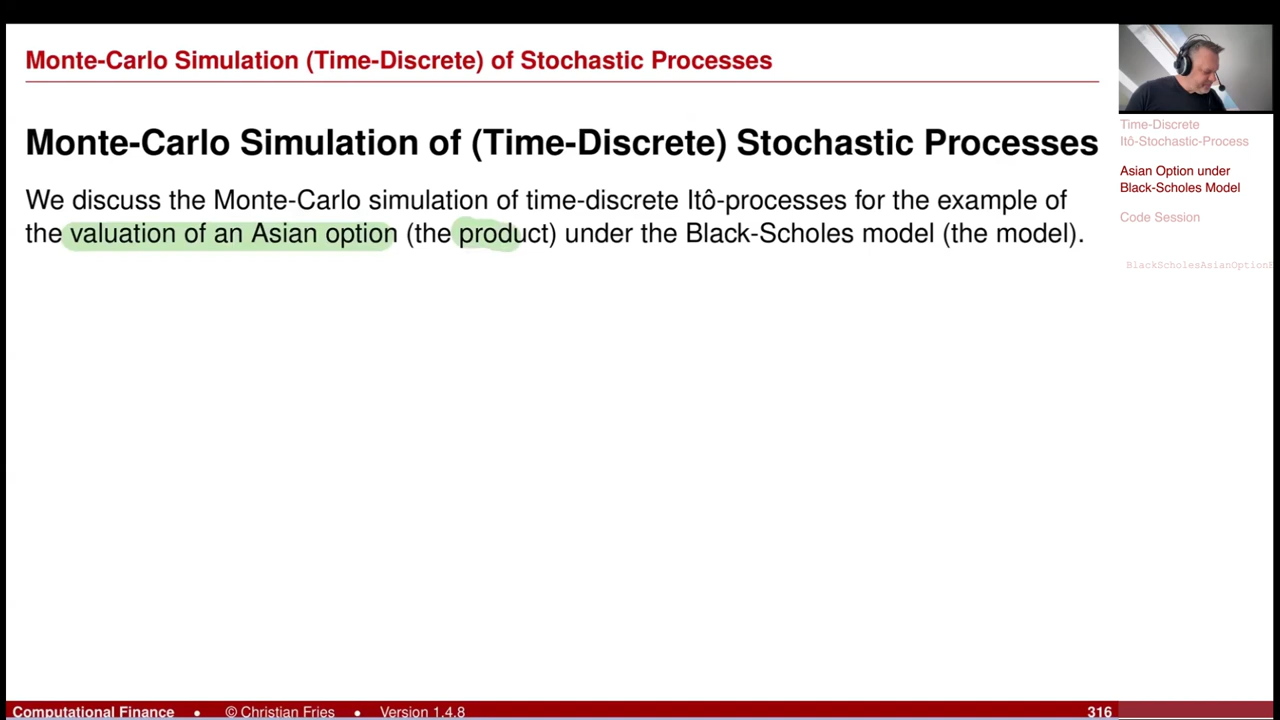 Monte-Carlo Simulation (Time-Discrete) of Stochastic Processes
Monte-Carlo Simulation of (Time-Discrete) Stochastic Processes
We discuss the Monte-Carlo simulation of time-discrete Itô-processes for the example of
the valuation of an Asian option (the product) under the Black-Scholes model (the model).
Time-Discrete
Itô-Stochastic-Process
Asian Option under
Black-Scholes Model
Code Session
BlackScholesAsianOption
Computational Finance • © Christian Fries • Version 1.4.8 316